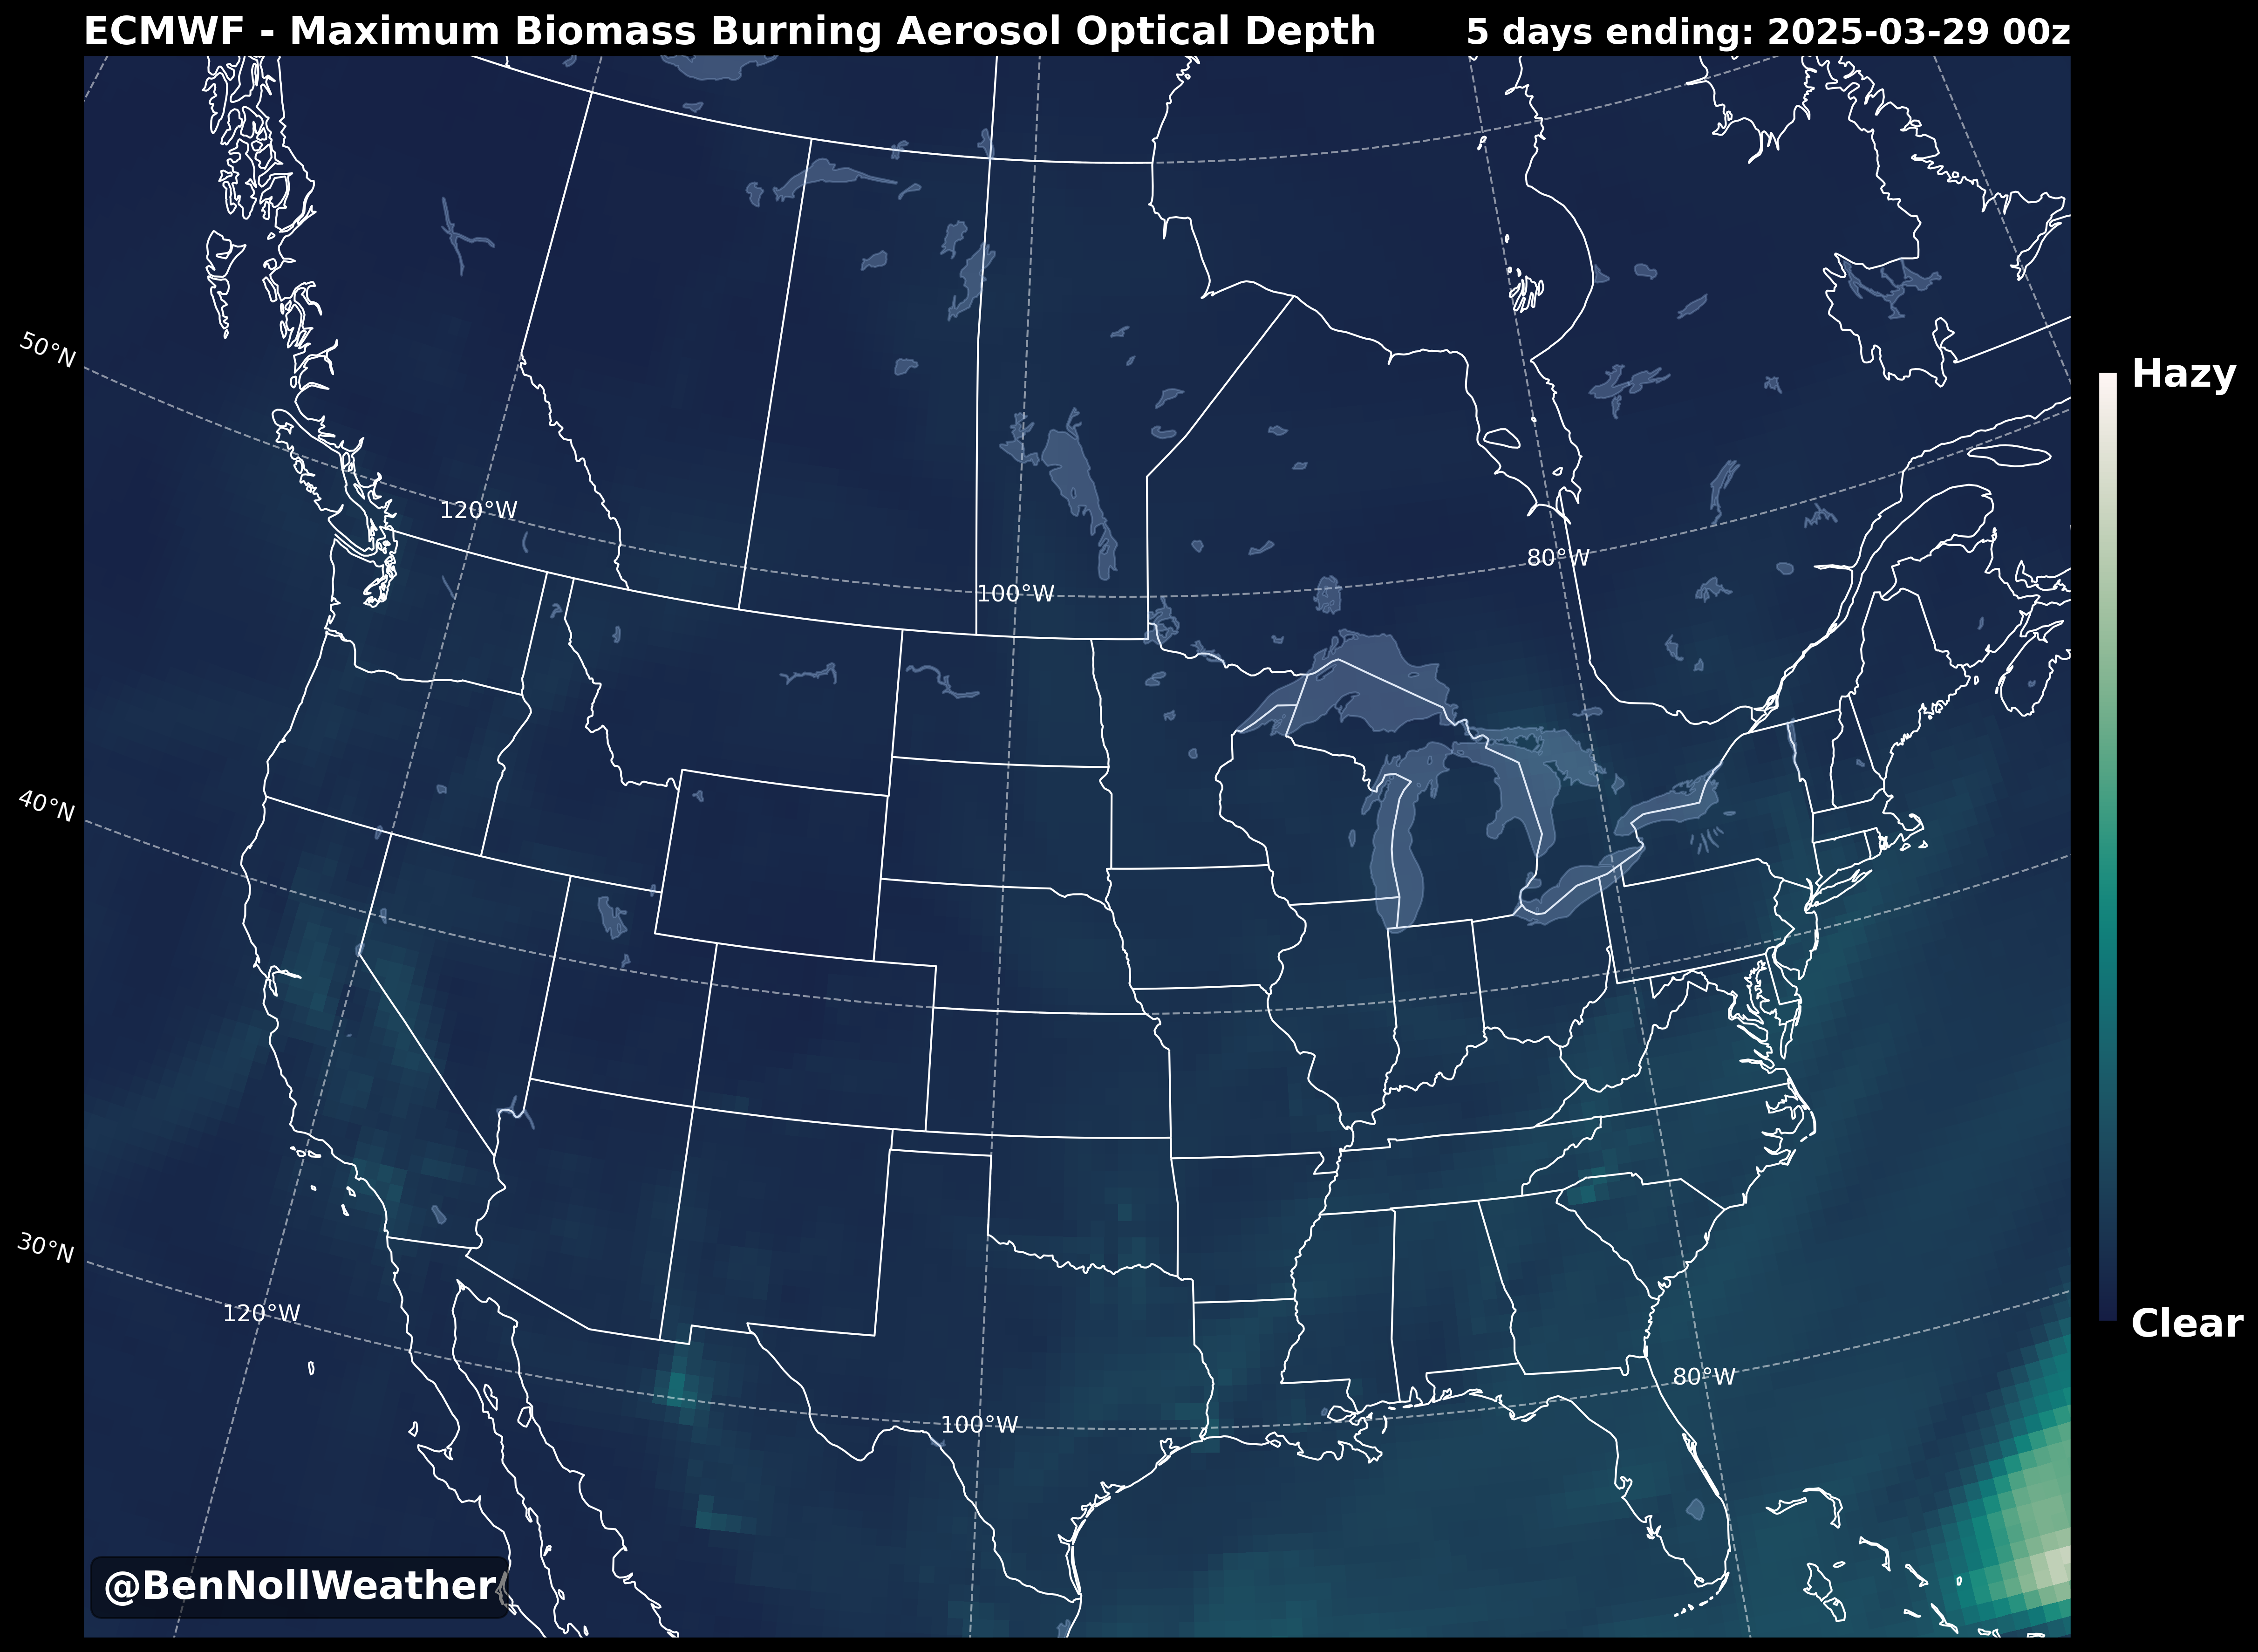 ECMWF - Maximum Biomass Burning Aerosol Optical Depth
5 days ending: 2025-03-29 00z
50°N
Hazy
120°W
80°W
100°W
40°N
30°N
120°W
Clear
80°W
100°W
@BenNollWeather